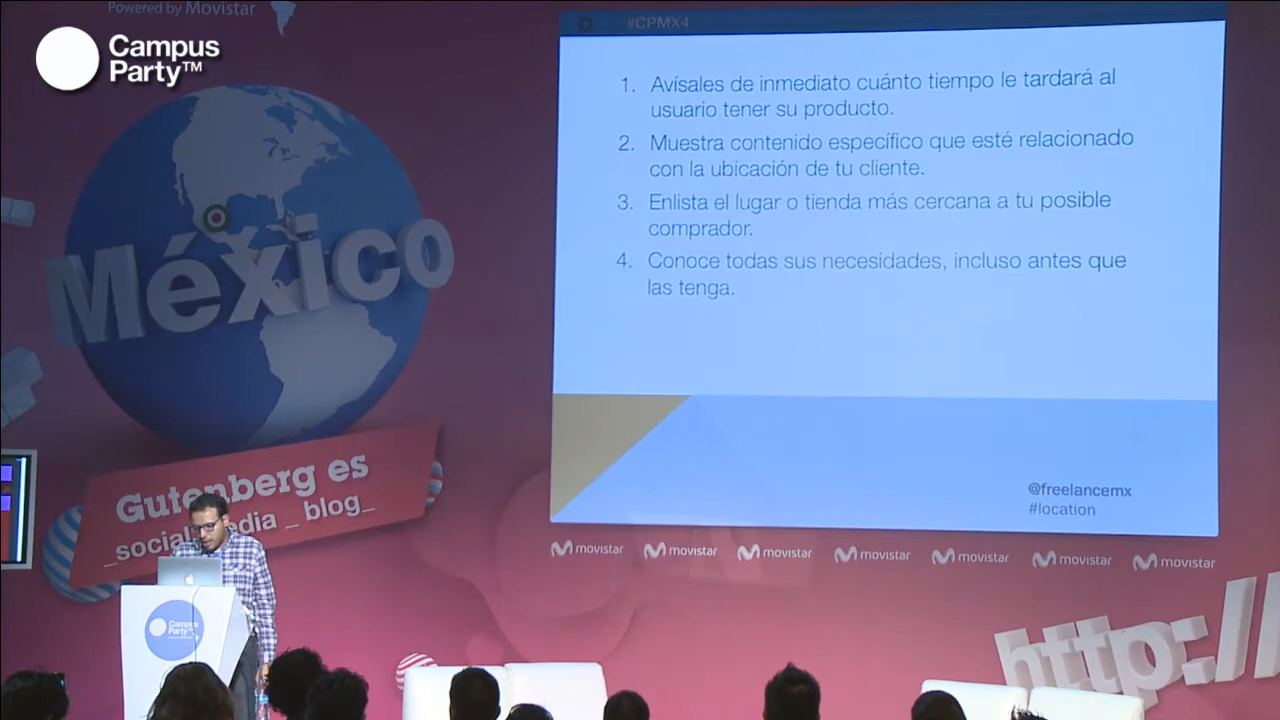 Powered by Movistar
Campus
Party™
#CPMX4
1. Avísales de inmediato cuánto tiempo le tardará al
usuario tener su producto.
2. Muestra contenido específico que esté relacionado
con la ubicación de tu cliente.
3. Enlista el lugar o tienda más cercana a tu posible
comprador.
4. Conoce todas sus necesidades, incluso antes que
las tenga.
@freelancemx
#location
México
Gutenberg es
_social media _ blog_
movistar movistar movistar movistar movistar movistar movistar
Campus
Party™
http://